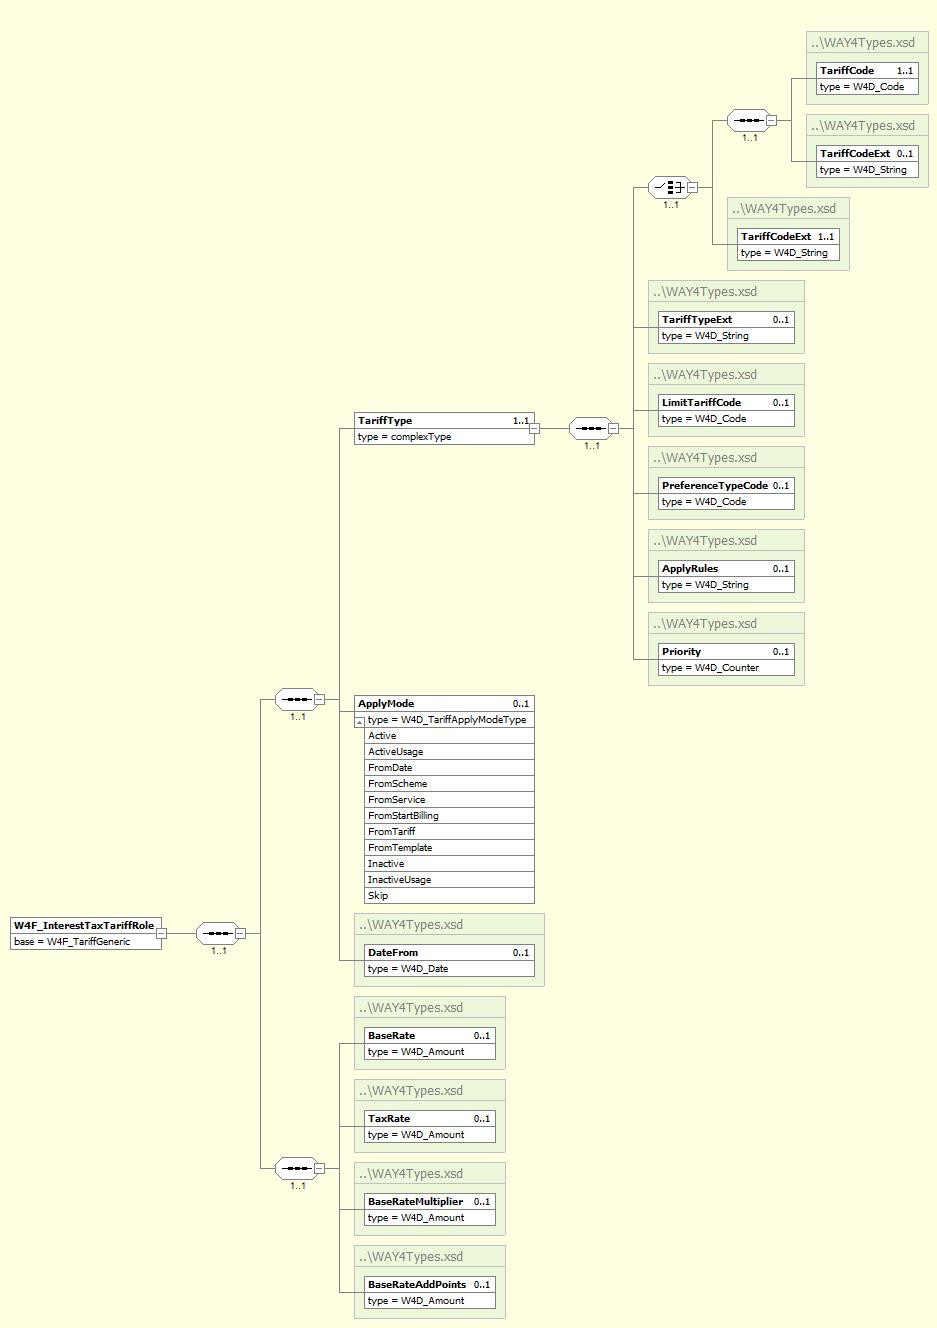 ..\WAY4Types.xsd
TariffCode 1..1
type = W4D_Code
1..1
..\WAY4Types.xsd
TariffCodeExt 0..1
type = W4D_String
1..1
..\WAY4Types.xsd
TariffCodeExt 1..1
type = W4D_String
..\WAY4Types.xsd
TariffTypeExt 0..1
type = W4D_String
..\WAY4Types.xsd
LimitTariffCode 0..1
type = W4D_Code
TariffType 1..1
type = complexType
1..1
..\WAY4Types.xsd
PreferenceTypeCode 0..1
type = W4D_Code
..\WAY4Types.xsd
ApplyRules 0..1
type = W4D_String
..\WAY4Types.xsd
Priority 0..1
type = W4D_Counter
1..1
ApplyMode 0..1
type = W4D_TariffApplyModeType
Active
ActiveUsage
FromDate
FromScheme
FromService
FromStartBilling
FromTariff
FromTemplate
Inactive
InactiveUsage
Skip
W4F_InterestTaxTariffRole
base = W4F_TariffGeneric
1..1
..\WAY4Types.xsd
DateFrom 0..1
type = W4D_Date
..\WAY4Types.xsd
BaseRate 0..1
type = W4D_Amount
..\WAY4Types.xsd
TaxRate 0..1
type = W4D_Amount
1..1
..\WAY4Types.xsd
BaseRateMultiplier 0..1
type = W4D_Amount
..\WAY4Types.xsd
BaseRateAddPoints 0..1
type = W4D_Amount